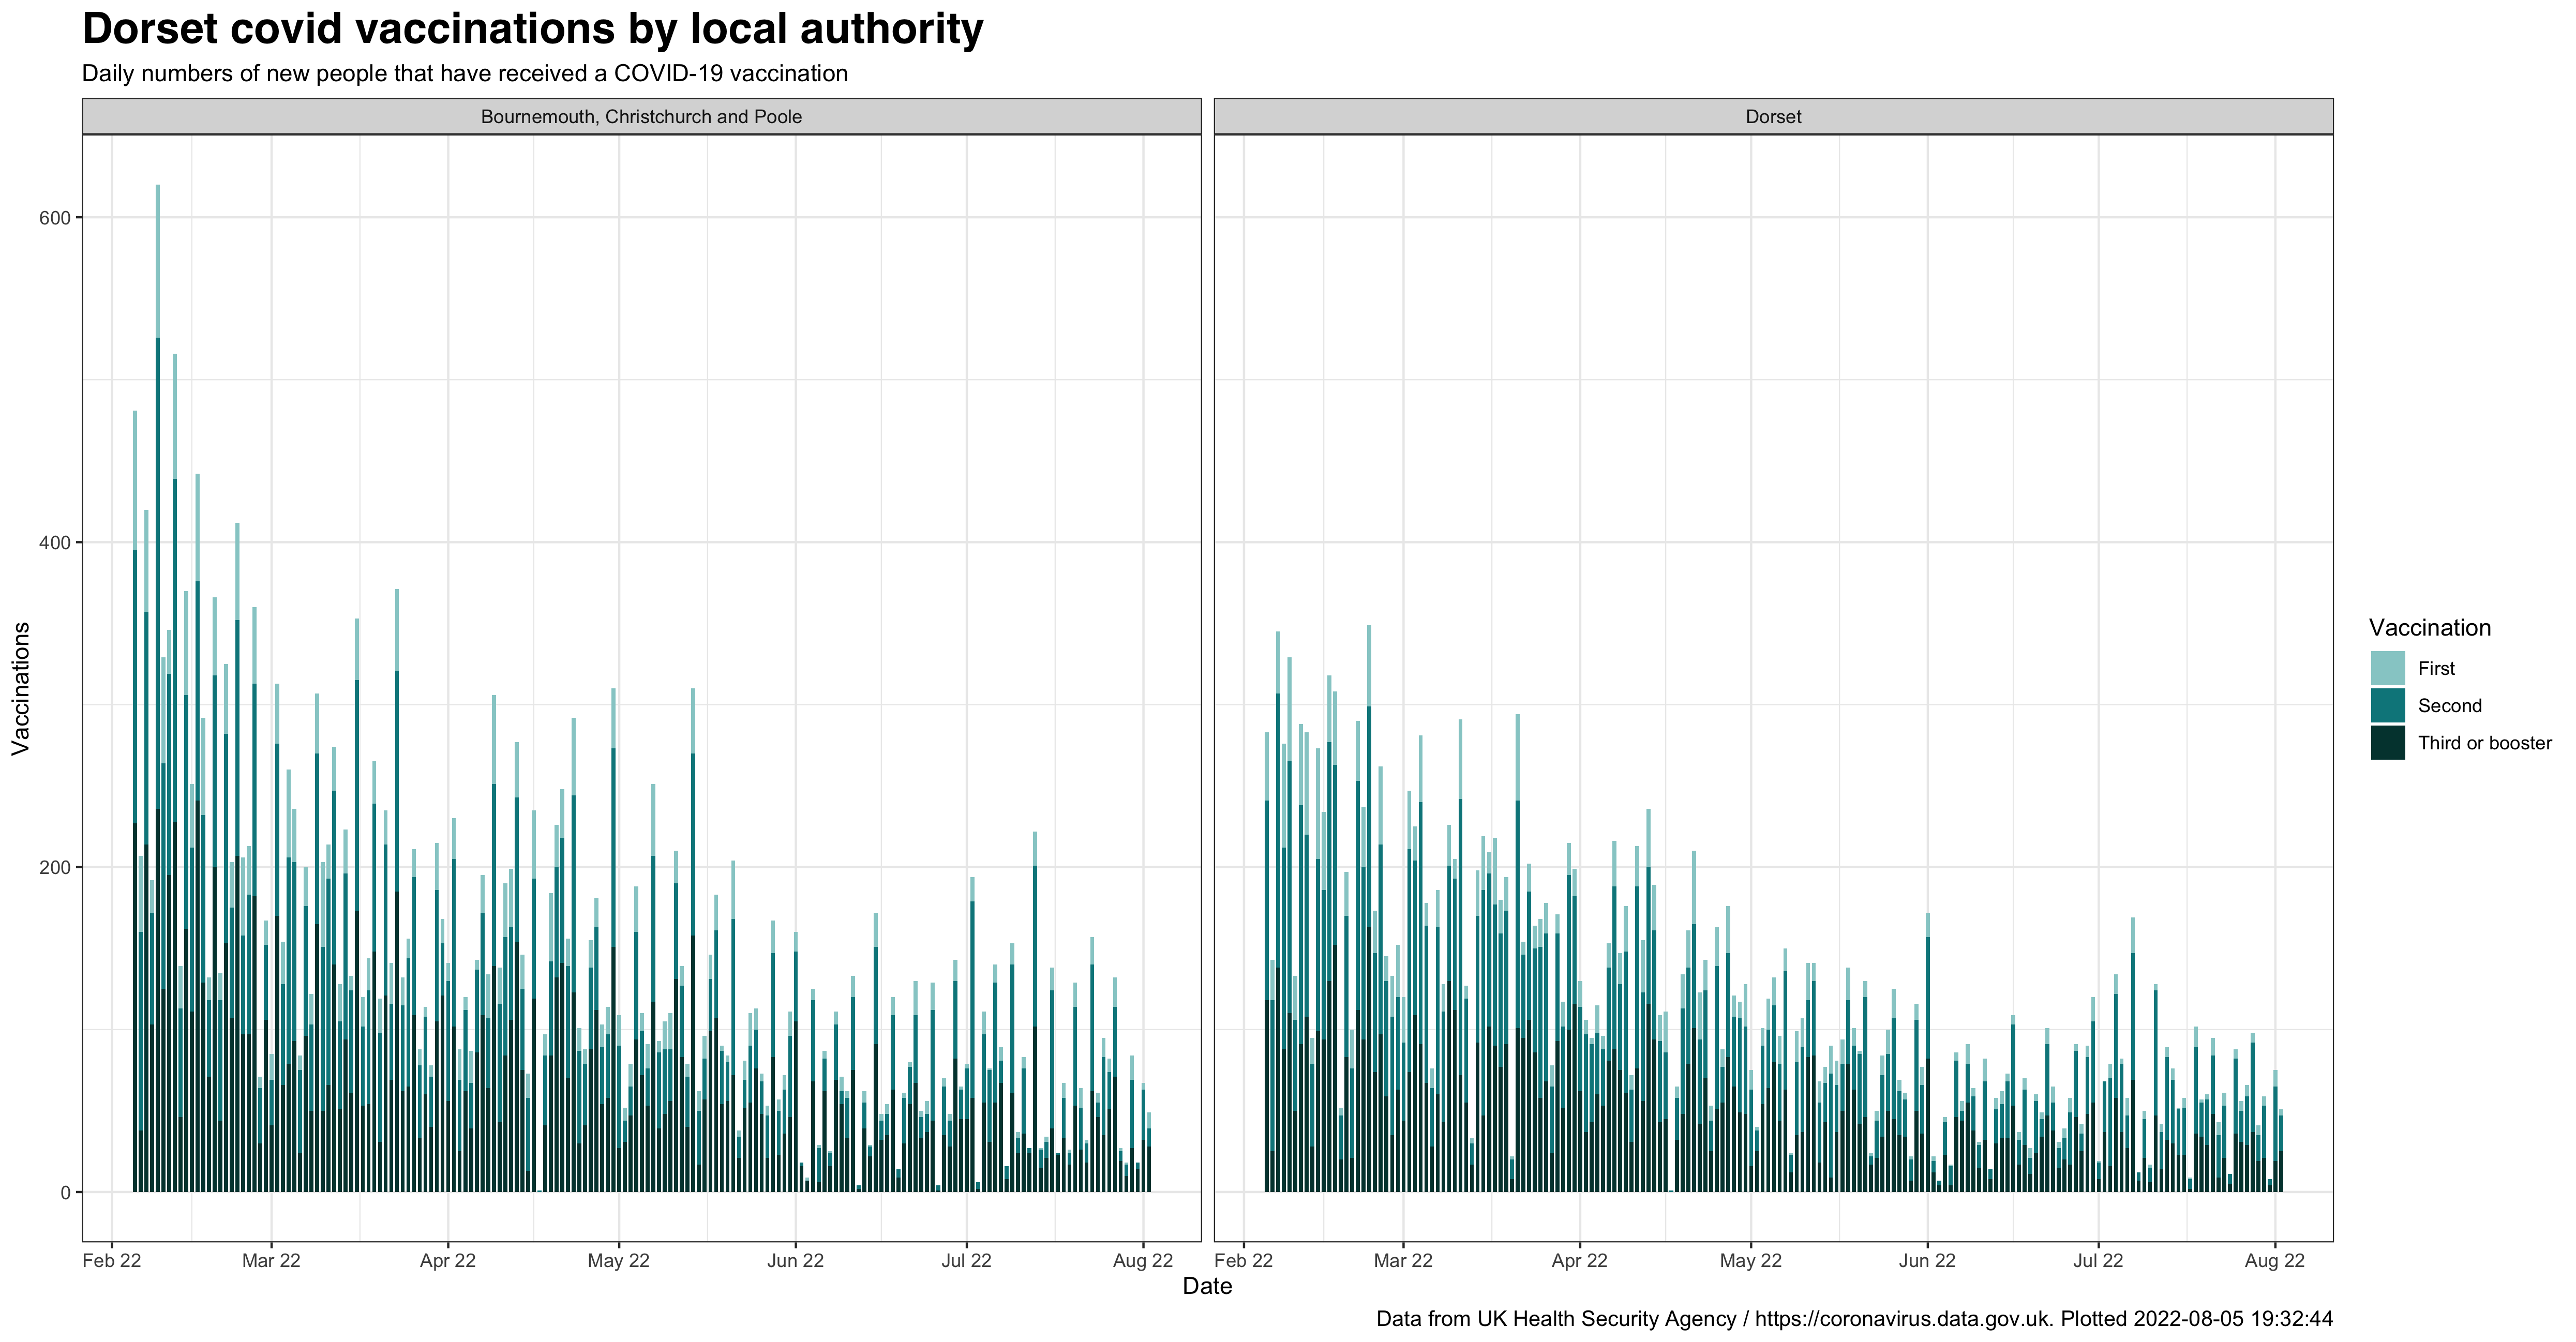 Dorset covid vaccinations by local authority
Daily numbers of new people that have received a COVID-19 vaccination
Bournemouth, Christchurch and Poole
Dorset
Vaccinations
600
400
200
0
Feb 22
Mar 22
Apr 22
May 22
Jun 22
Jul 22
Aug 22
Feb 22
Mar 22
Apr 22
May 22
Jun 22
Jul 22
Aug 22
Date
Vaccination
First
Second
Third or booster
Data from UK Health Security Agency / https://coronavirus.data.gov.uk. Plotted 2022-08-05 19:32:44